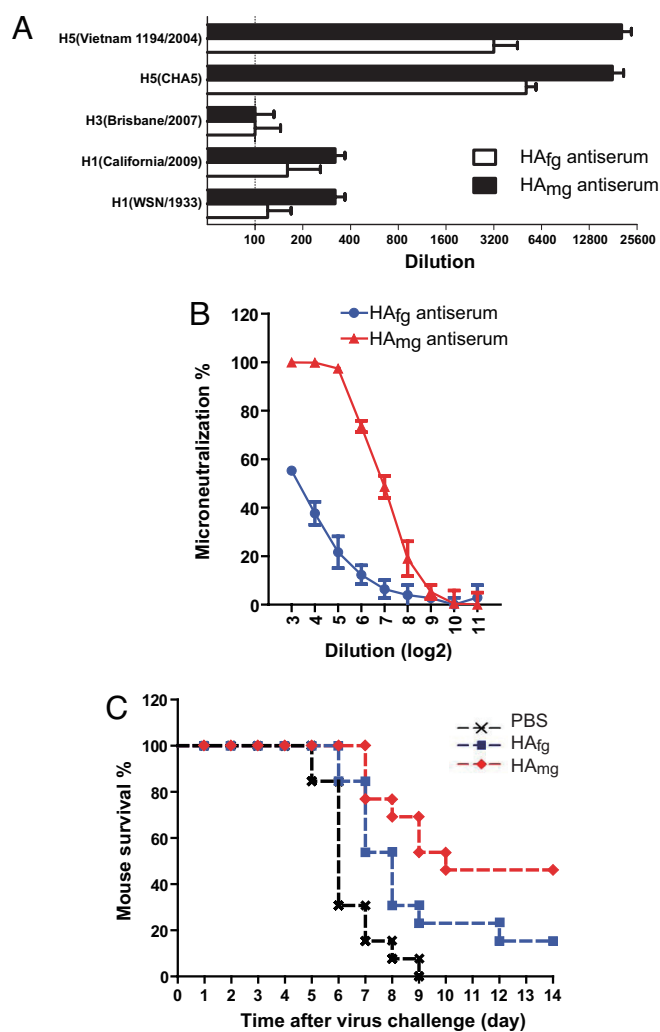 A
H5(Vietnam 1194/2004)
H5(CHA5)
H3(Brisbane/2007)
H1(California/2009)
H1(WSN/1933)
HAfg antiserum
HAmg antiserum
100 200 400 800 1600 3200 6400 12800 25600
Dilution
B
HAfg antiserum
HAmg antiserum
Microneutralization %
120
100
80
60
40
20
0
3 4 5 6 7 8 9 10 11
Dilution (log2)
C
PBS
HAfg
HAmg
Mouse survival %
120
100
80
60
40
20
0
0 1 2 3 4 5 6 7 8 9 10 11 12 13 14
Time after virus challenge (day)